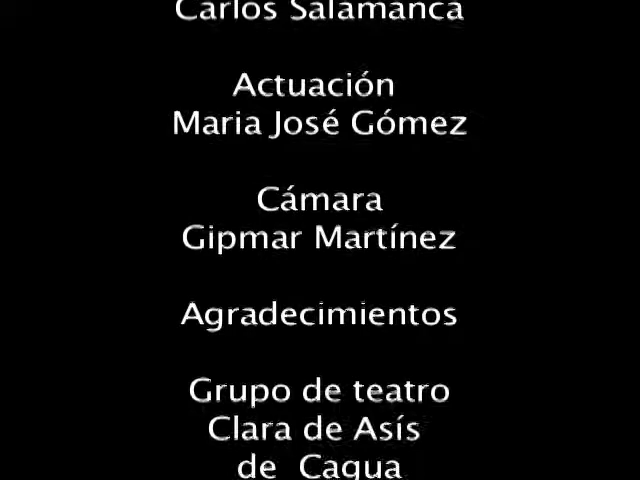 Carlos Salamanca
Actuación
Maria José Gómez
Cámara
Gipmar Martínez
Agradecimientos
Grupo de teatro
Clara de Asís
de Cagua